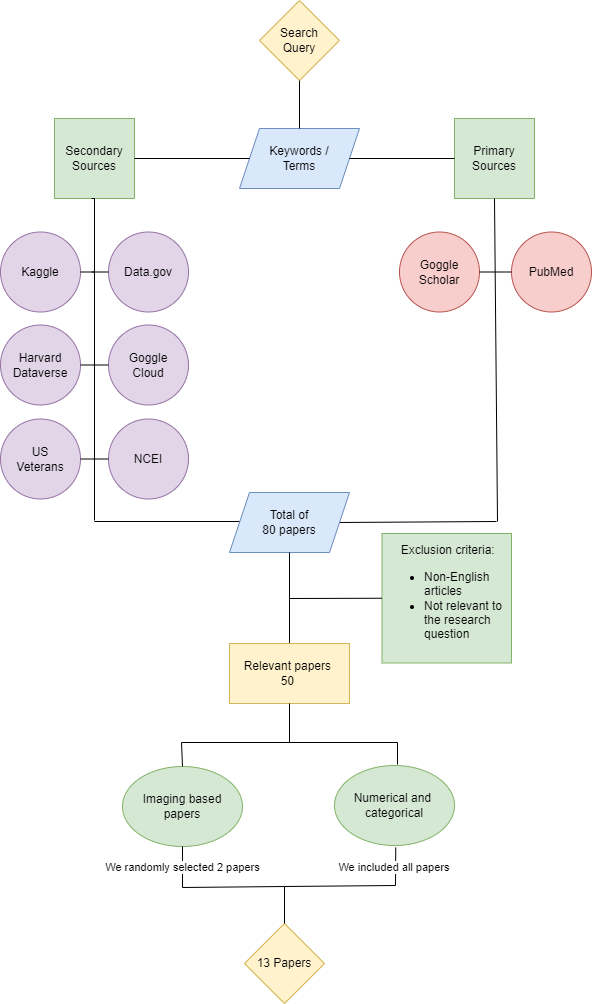 Search
Query
Secondary
Sources
Keywords /
Terms
Primary
Sources
Kaggle
Data.gov
Goggle
Scholar
PubMed
Harvard
Dataverse
Goggle
Cloud
US
Veterans
NCEI
Total of
80 papers
Exclusion criteria:
• Non-English
articles
• Not relevant to
the research
question
Relevant papers
50
Imaging based
papers
Numerical and
categorical
We randomly selected 2 papers
We included all papers
13 Papers